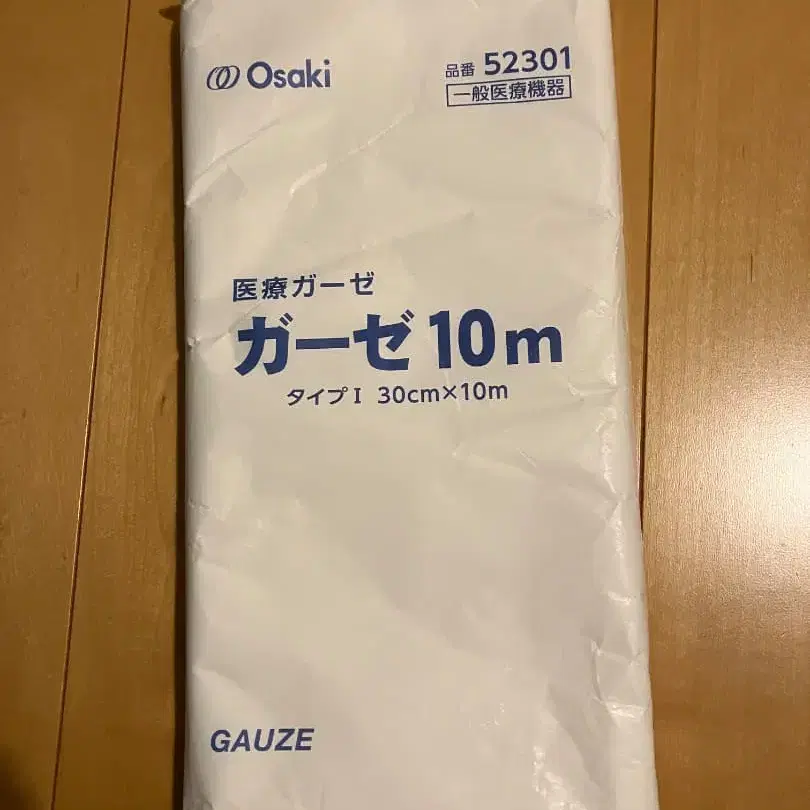 Osaki
品番 52301
一般医療機器
医療ガーゼ
ガーゼ 10m
タイプI 30cm×10m
GAUZE